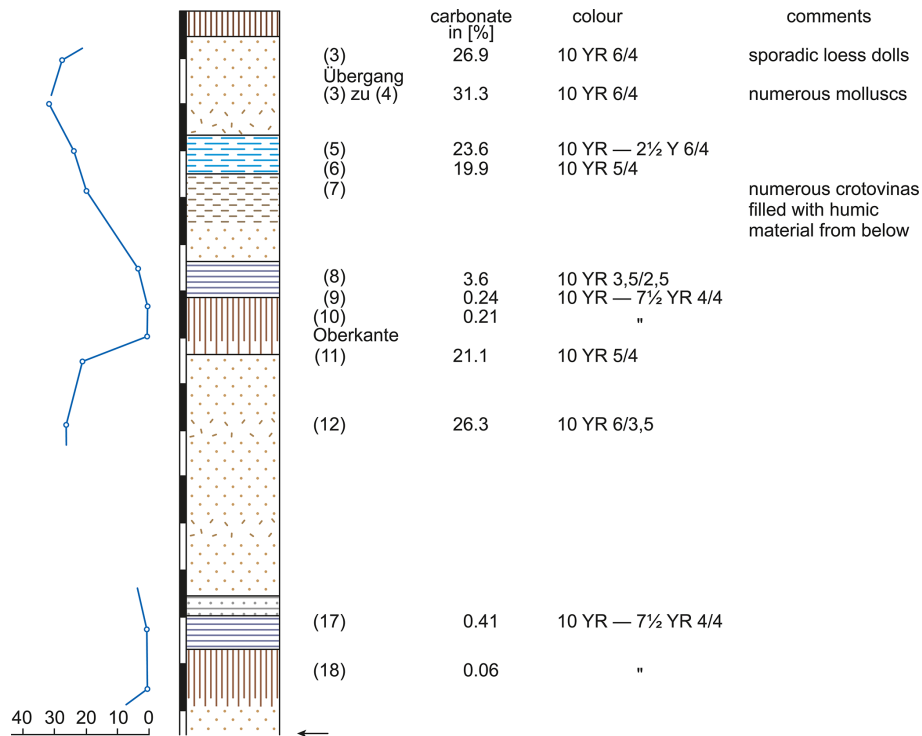 carbonate in [%] colour comments
(3) 26.9 10 YR 6/4 sporadic loess dolls
Übergang
(3) zu (4) 31.3 10 YR 6/4 numerous molluscs
(5) 23.6 10 YR — 2½ Y 6/4
(6) 19.9 10 YR 5/4
(7) numerous crotovinas
filled with humic
material from below
(8) 3.6 10 YR 3,5/2,5
(9) 0.24 10 YR — 7½ YR 4/4
(10) 0.21 "
Oberkante
(11) 21.1 10 YR 5/4
(12) 26.3 10 YR 6/3,5
(17) 0.41 10 YR — 7½ YR 4/4
(18) 0.06 "
40 30 20 10 0